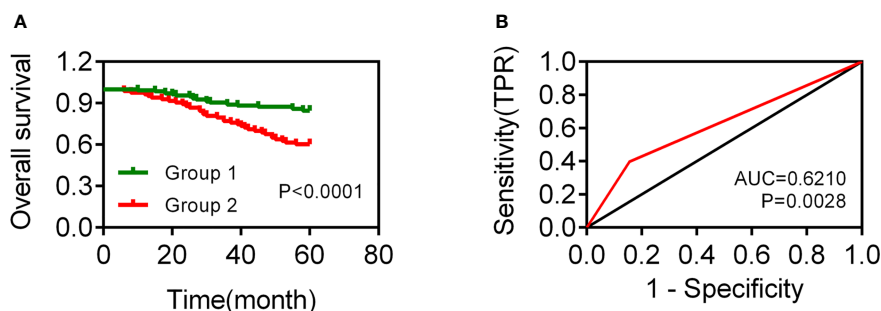 A
Overall survival
1.2
0.9
0.6
0.3
0.0
Group 1
Group 2
P<0.0001
0 20 40 60 80
Time(month)
B
Sensitivity(TPR)
1.0
0.8
0.6
0.4
0.2
0.0
AUC=0.6210
P=0.0028
0.0 0.2 0.4 0.6 0.8 1.0
1 - Specificity